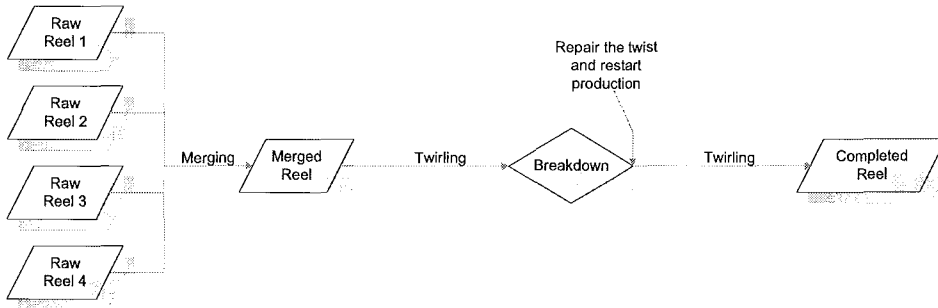 Raw
Reel 1
Raw
Reel 2
Raw
Reel 3
Raw
Reel 4
Merging
Merged
Reel
Twirling
Repair the twist
and restart
production
Breakdown
Twirling
Completed
Reel